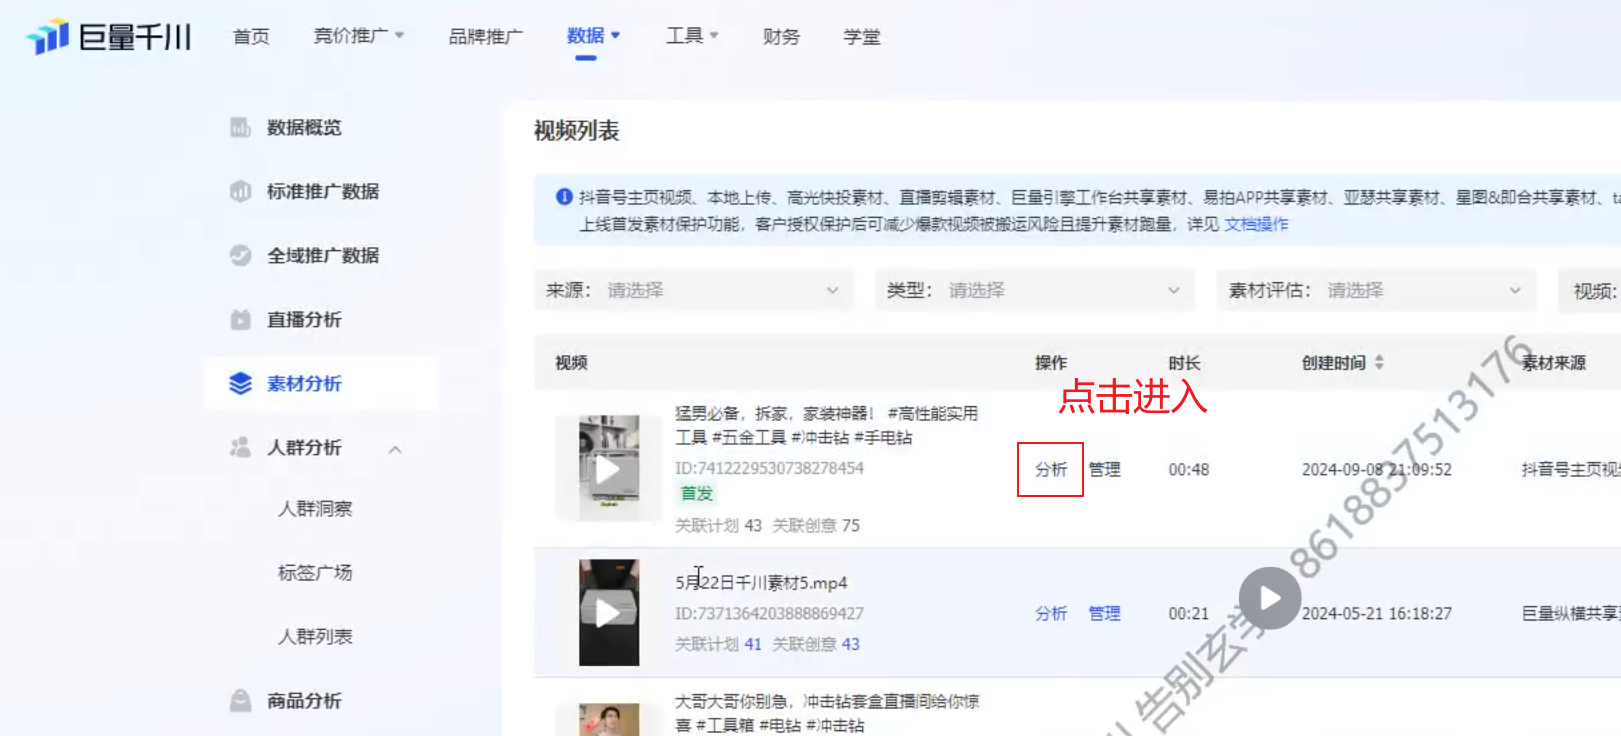 巨量千川
首页 竞价推广 品牌推广 数据 工具 财务 学堂
数据概览
标准推广数据
全域推广数据
直播分析
素材分析
人群分析
人群洞察
标签广场
人群列表
商品分析
视频列表
抖音号主页视频、本地上传、高光快投素材、直播剪辑素材、巨量引擎工作台共享素材、易拍APP共享素材、亚瑟共享素材、星图&即合共享素材、ta
上线首发素材保护功能，客户授权保护后可减少爆款视频被搬运风险且提升素材跑量，详见 文档操作
来源： 请选择 类型： 请选择 素材评估： 请选择 视频:
视频 操作 时长 创建时间 素材来源
点击进入
猛男必备，拆家，家装神器！ #高性能实用
工具 #五金工具 #冲击钻 #手电钻
ID:7412229530738278454
首发
关联计划 43 关联创意 75
分析 管理 00:48 2024-09-08 21:09:52 抖音号主页视
5月22日千川素材5.mp4
ID:7371364203888869427
关联计划 41 关联创意 43
分析 管理 00:21 2024-05-21 16:18:27 巨量纵横共享
大哥大哥你别急，冲击钻套盒直播间给你惊
喜 #工具箱 #电钻 #冲击钻
告别玄学 8618837513176